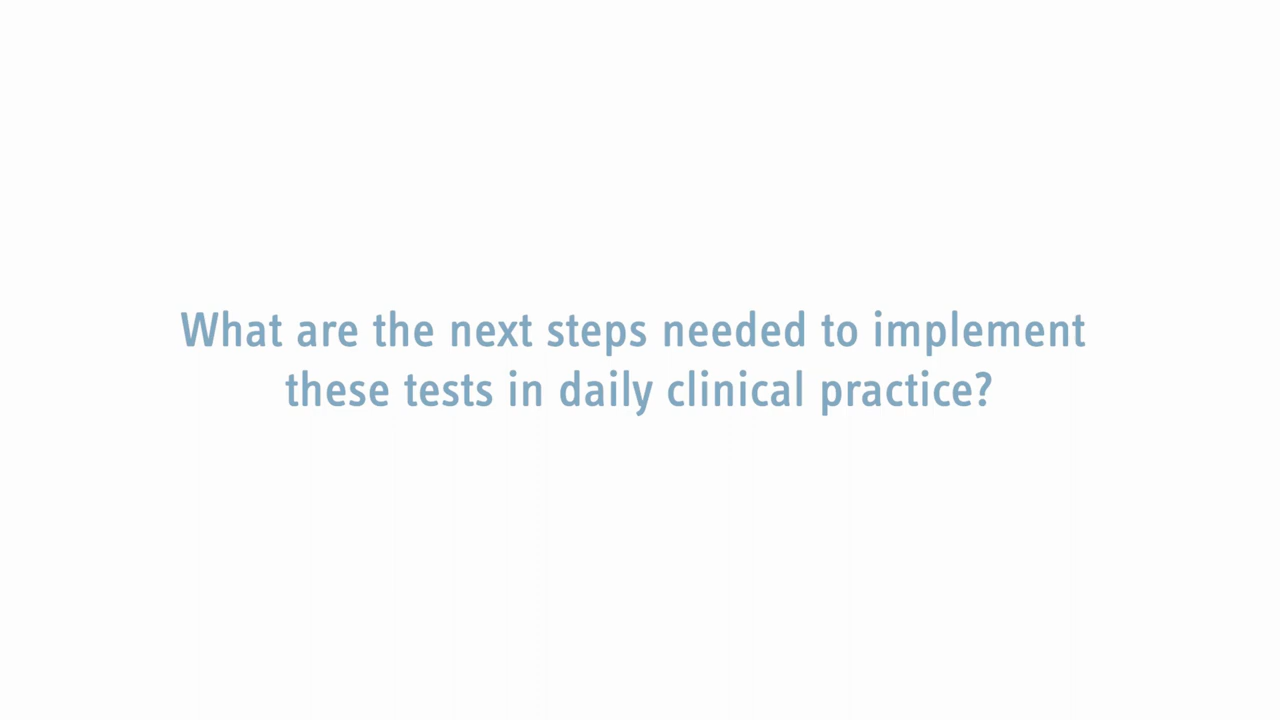 What are the next steps needed to implement
these tests in daily clinical practice?